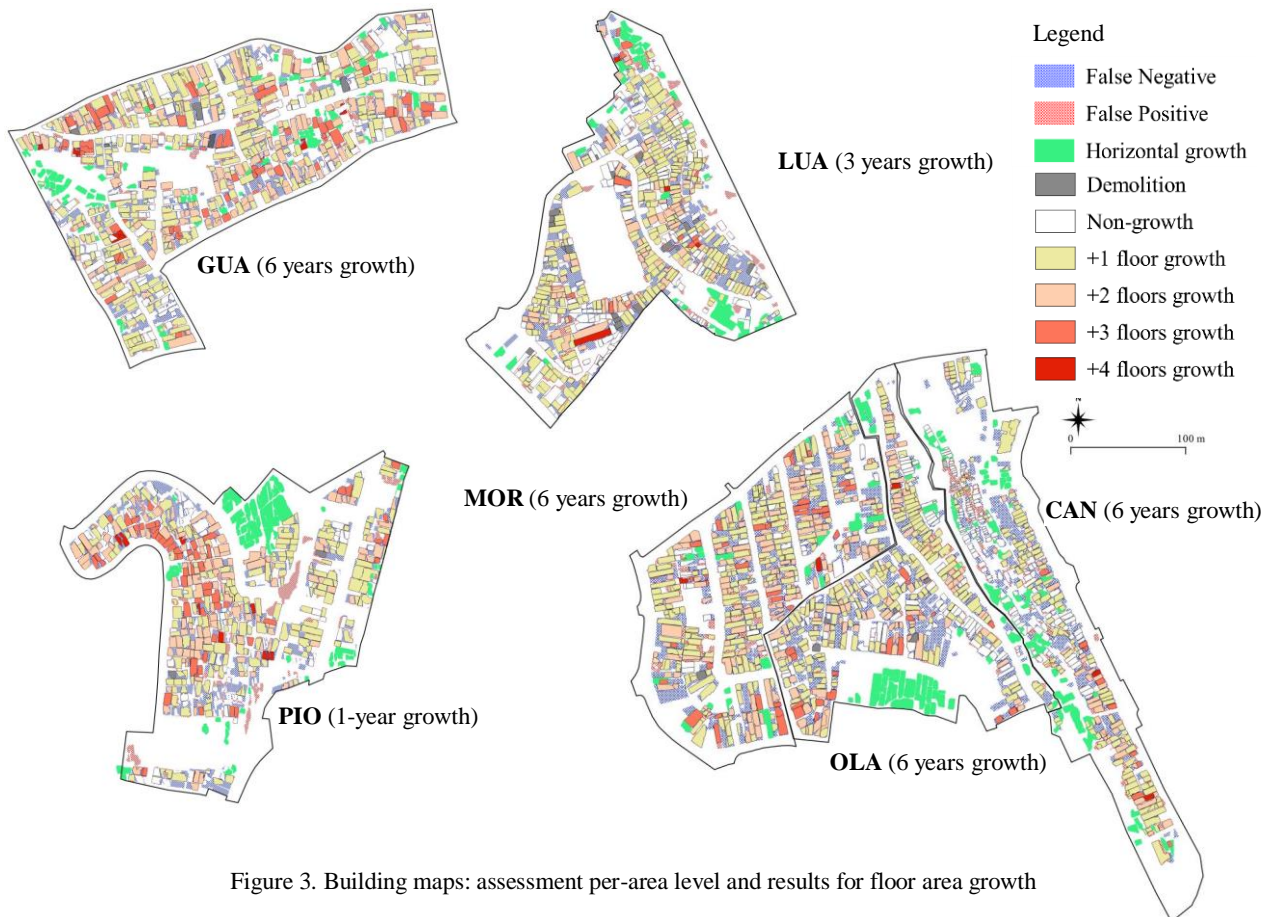 Legend
False Negative
False Positive
Horizontal growth
Demolition
Non-growth
+1 floor growth
+2 floors growth
+3 floors growth
+4 floors growth
LUA (3 years growth)
GUA (6 years growth)
N
0 100 m
MOR (6 years growth)
CAN (6 years growth)
PIO (1-year growth)
OLA (6 years growth)
Figure 3. Building maps: assessment per-area level and results for floor area growth